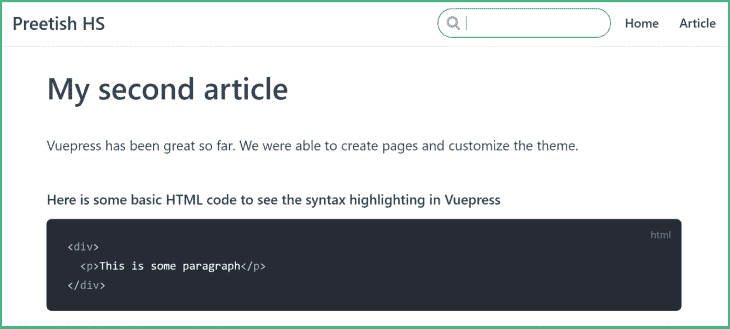 Preetish HS
Home
Article
My second article
Vuepress has been great so far. We were able to create pages and customize the theme.
Here is some basic HTML code to see the syntax highlighting in Vuepress
html
<div>
  <p>This is some paragraph</p>
</div>